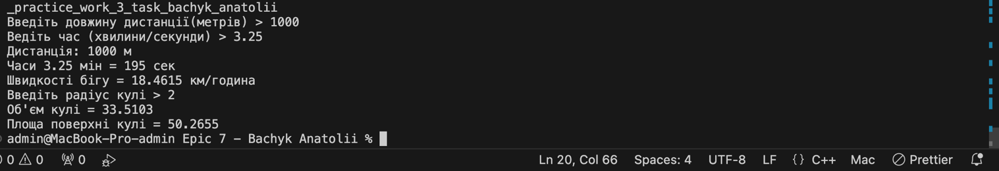 _practice_work_3_task_bachyk_anatolii
Введіть довжину дистанції(метрів) > 1000
Ведіть час (хвилини/секунди) > 3.25
Дистанція: 1000 м
Часи 3.25 мін = 195 сек
Швидкості бігу = 18.4615 км/година
Введіть радіус кулі > 2
Об'єм кулі = 33.5103
Площа поверхні кулі = 50.2655
admin@MacBook-Pro-admin Epic 7 - Bachyk Anatolii %
0 0 0 Ln 20, Col 66 Spaces: 4 UTF-8 LF {} C++ Mac Prettier